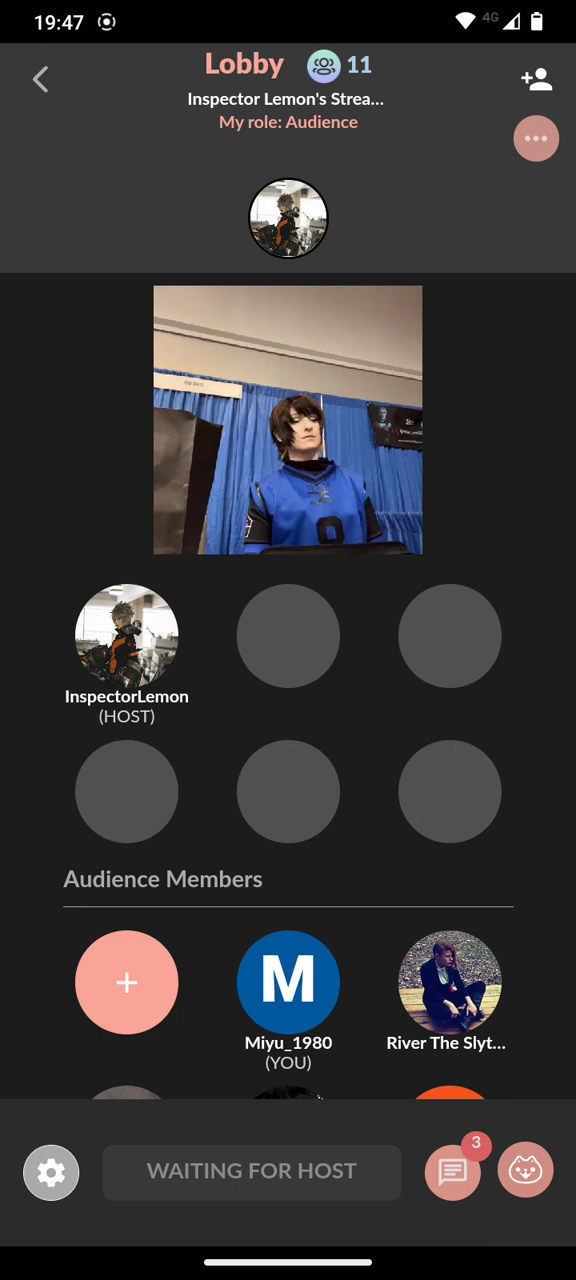 19:47
4G
Lobby
11
Inspector Lemon's Strea...
My role: Audience
InspectorLemon
(HOST)
Audience Members
M
Miyu_1980
(YOU)
River The Slyt...
3
WAITING FOR HOST